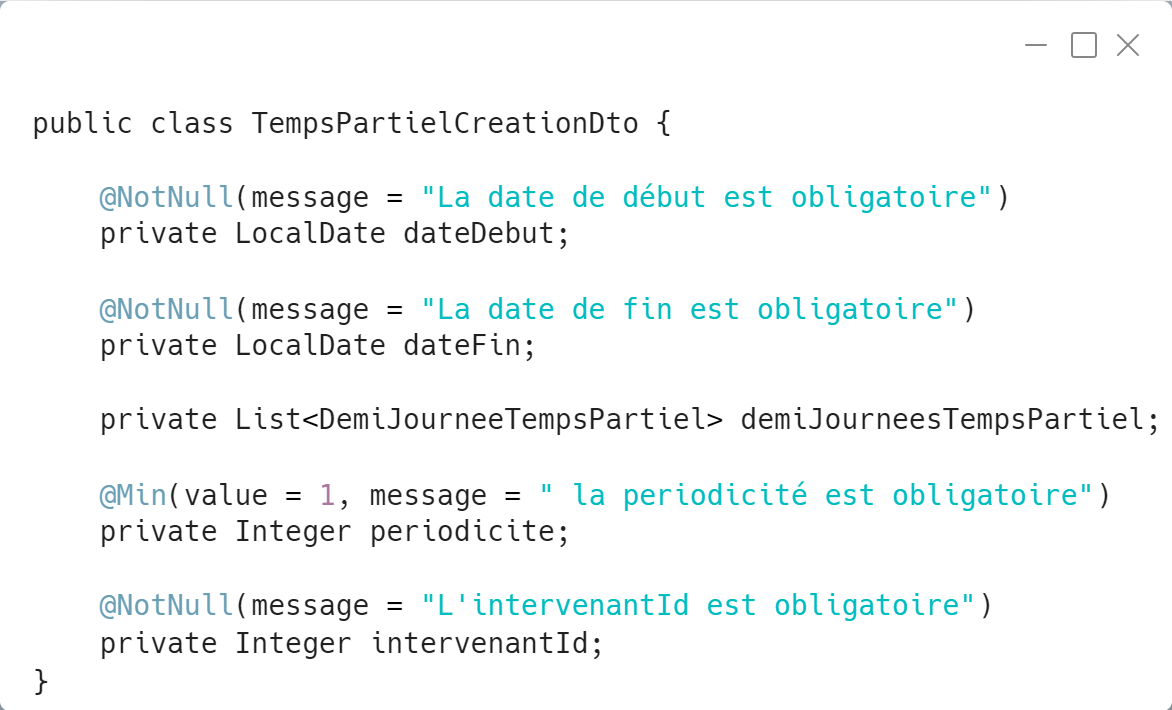 public class TempsPartielCreationDto {
@NotNull(message = "La date de début est obligatoire")
private LocalDate dateDebut;
@NotNull(message = "La date de fin est obligatoire")
private LocalDate dateFin;
private List<DemiJourneeTempsPartiel> demiJourneesTempsPartiel;
@Min(value = 1, message = " la periodicité est obligatoire")
private Integer periodicite;
@NotNull(message = "L'intervenantId est obligatoire")
private Integer intervenantId;
}